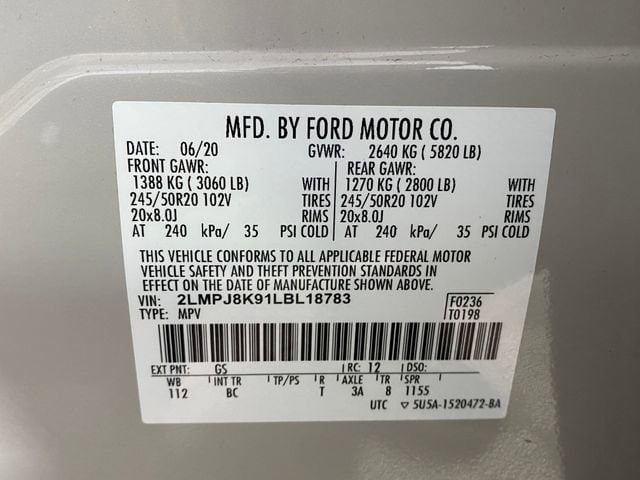 MFD. BY FORD MOTOR CO.
DATE: 06/20 GVWR: 2640 KG ( 5820 LB)
FRONT GAWR: REAR GAWR:
1388 KG ( 3060 LB) WITH 1270 KG ( 2800 LB) WITH
245/50R20 102V TIRES 245/50R20 102V TIRES
20x8.0J RIMS 20x8.0J RIMS
AT 240 kPa/ 35 PSI COLD AT 240 kPa/ 35 PSI COLD
THIS VEHICLE CONFORMS TO ALL APPLICABLE FEDERAL MOTOR
VEHICLE SAFETY AND THEFT PREVENTION STANDARDS IN
EFFECT ON THE DATE OF MANUFACTURE SHOWN ABOVE.
VIN: 2LMPJ8K91LBL18783 F0236
TYPE: MPV T0198
EXT PNT: GS RC: 12 DSO:
WB INT TR TP/PS R AXLE TR SPR
112 BC T 3A 8 1155
UTC ▽ 5U5A-1520472-BA